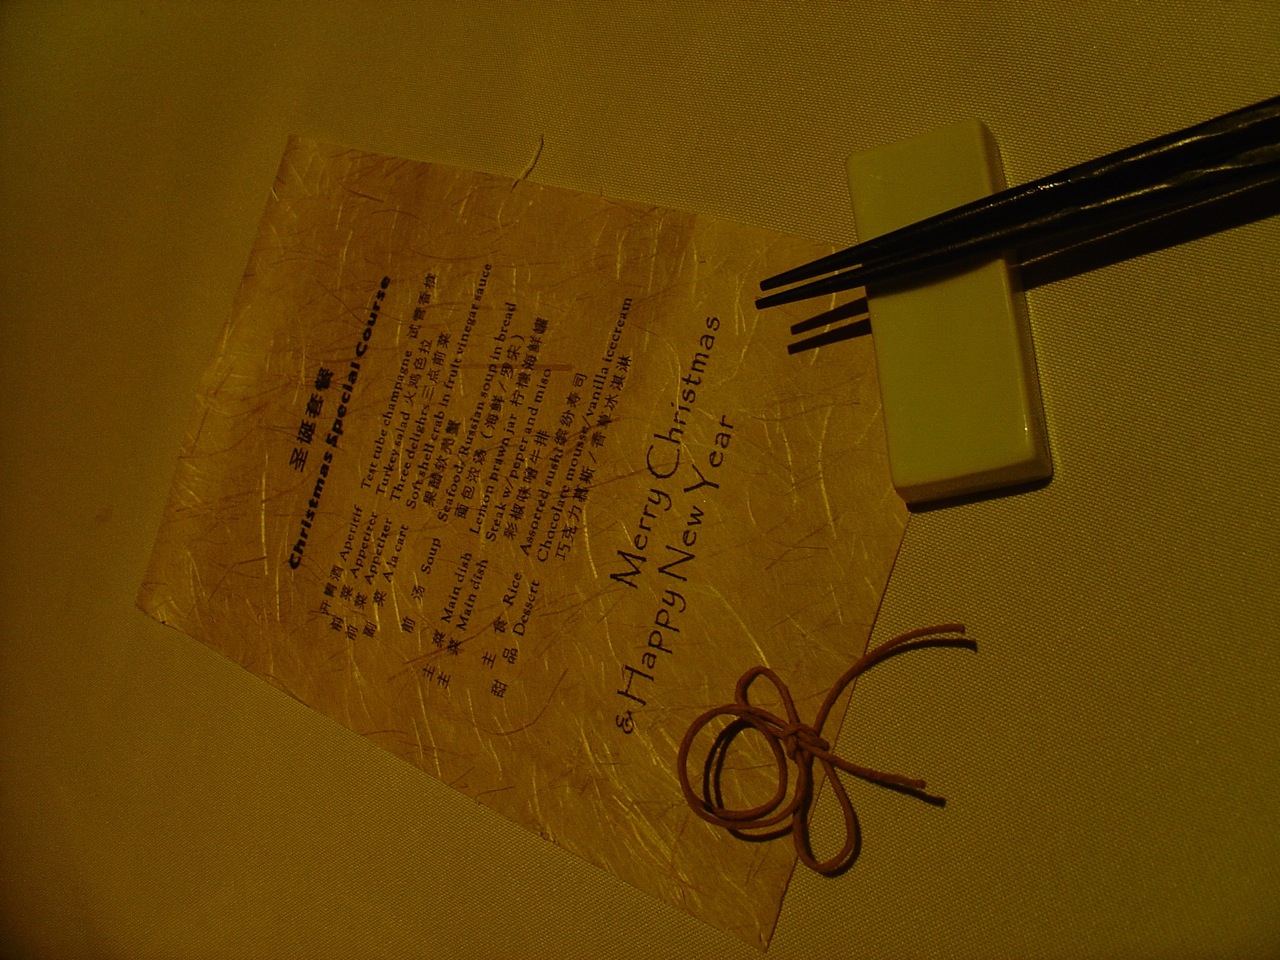 圣诞套餐
Christmas Special Course
开胃酒 Aperitif Test tube champagne 试管香槟
前 菜 Appetizer Turkey salad 火鸡色拉
前 菜 Appetizer Three delights 三点前菜
副 菜 A la cart Softshell crab in fruit vinegar sauce
果醋软壳蟹
汤 Soup Seafood/Russian soup in bread
面包浓汤（海鲜／罗宋）
主 菜 Main dish Lemon prawn jar 柠檬海鲜罐
主 菜 Main dish Steak w/peper and miso
彩椒味噌牛排
主 食 Rice Assorted sushi 缤纷寿司
甜 品 Dessert Chocolate mousse/vanilla icecream
巧克力慕斯／香草冰淇淋
Merry Christmas
& Happy New Year